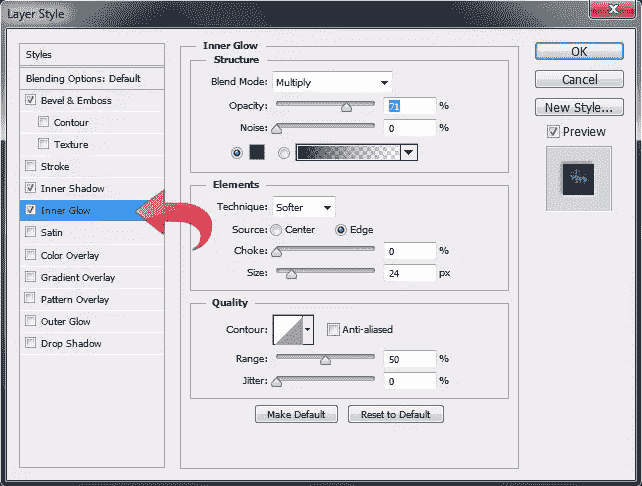 Layer Style
Styles
Blending Options: Default
Bevel & Emboss
Contour
Texture
Stroke
Inner Shadow
Inner Glow
Satin
Color Overlay
Gradient Overlay
Pattern Overlay
Outer Glow
Drop Shadow
Inner Glow
Structure
Blend Mode: Multiply
Opacity: 71 %
Noise: 0 %
Elements
Technique: Softer
Source: Center Edge
Choke: 0 %
Size: 24 px
Quality
Contour: Anti-aliased
Range: 50 %
Jitter: 0 %
Make Default Reset to Default
OK
Cancel
New Style...
Preview